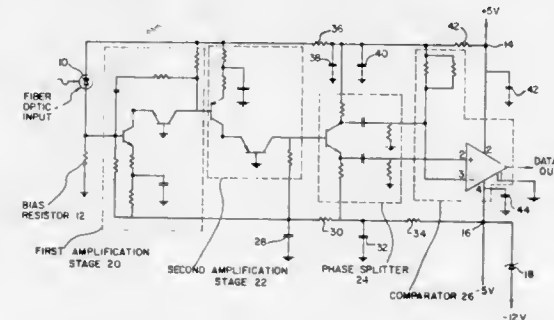 +5V
36
42
14
10
38
40
42
FIBER
OPTIC
INPUT
2
2
+
DATA
OUT
3
-
4
BIAS
RESISTOR 12
44
30
34
16
28
32
18
FIRST AMPLIFICATION
STAGE 20
SECOND AMPLIFICATION
STAGE 22
PHASE SPLITTER
24
COMPARATOR 26
-5V
-12V